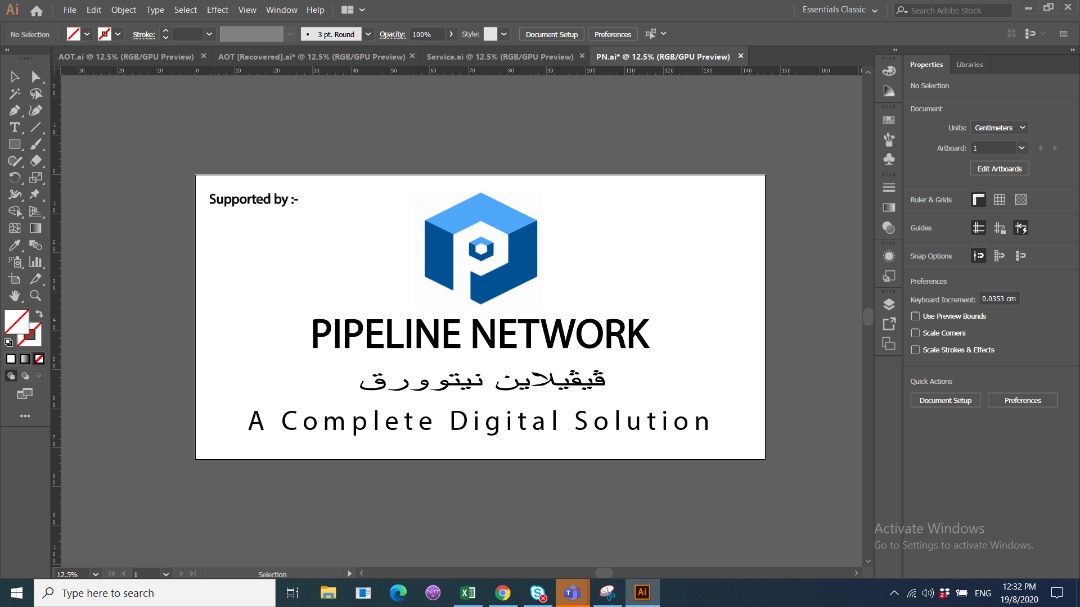 Ai File Edit Object Type Select Effect View Window Help Essentials Classic Search Adobe Stock
No Selection Stroke: 3 pt. Round Opacity: 100% Style: Document Setup Preferences
AOT.ai @ 12.5% (RGB/GPU Preview) AOT [Recovered].ai* @ 12.5% (RGB/GPU Preview) Service.ai @ 12.5% (RGB/GPU Preview) PN.ai* @ 12.5% (RGB/GPU Preview)
Properties Libraries
No Selection
Document
Units: Centimeters
Artboard: 1
Edit Artboards
Ruler & Grids
Guides
Snap Options
Preferences
Keyboard Increment: 0.0353 cm
Use Preview Bounds
Scale Corners
Scale Strokes & Effects
Quick Actions
Document Setup Preferences
Supported by :-
PIPELINE NETWORK
ڤيڤيلاين نيتوورق
A Complete Digital Solution
Activate Windows
Go to Settings to activate Windows.
12.5% 1 Selection
Type here to search
ENG
12:32 PM
19/8/2020